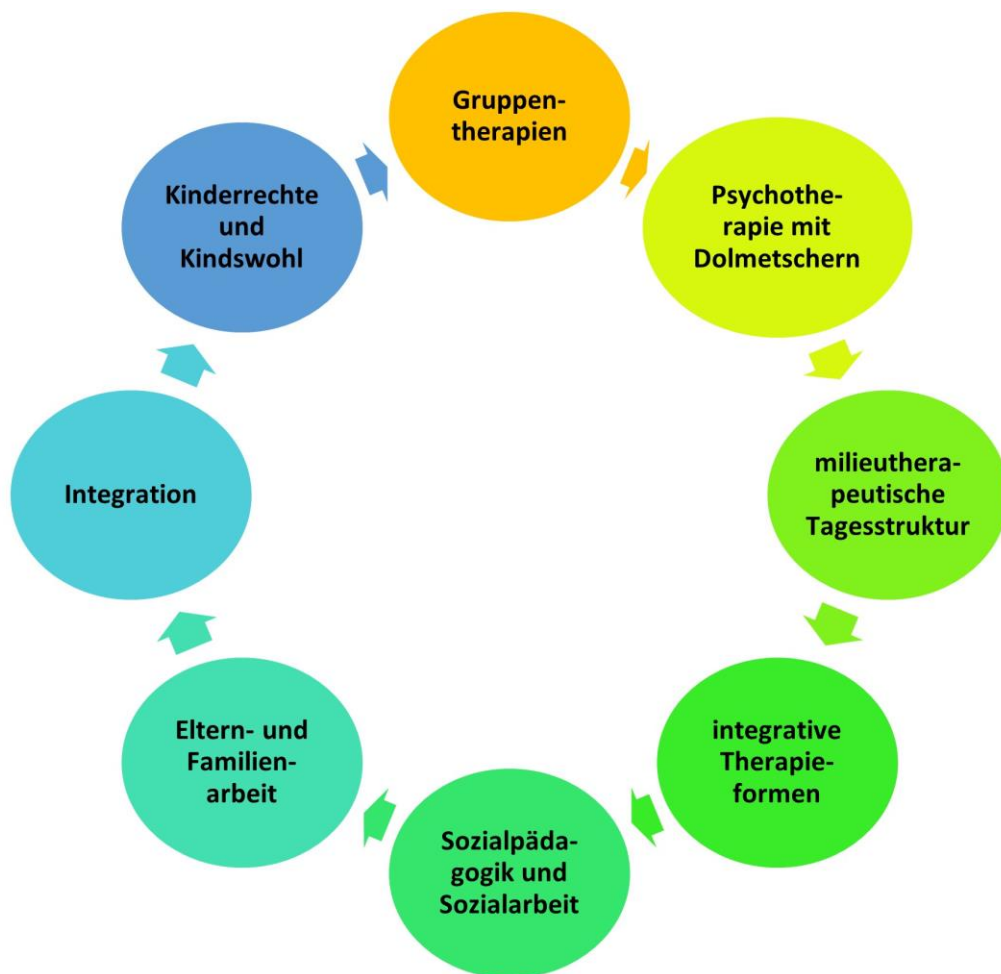 Gruppen-
therapien
Psychothe-
rapie mit
Dolmetschern
milieuthera-
peutische
Tagesstruktur
integrative
Therapie-
formen
Sozialpäda-
gogik und
Sozialarbeit
Eltern- und
Familien-
arbeit
Integration
Kinderrechte
und
Kindswohl